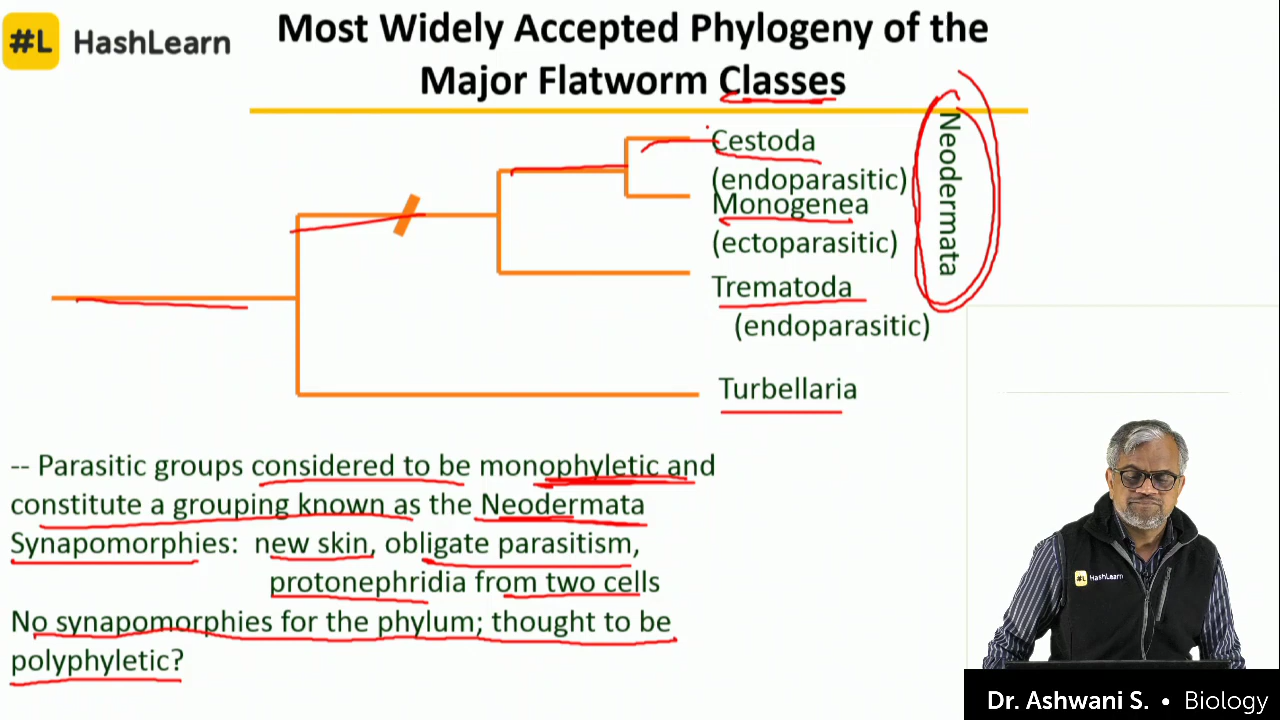 #L HashLearn
Most Widely Accepted Phylogeny of the
Major Flatworm Classes
Cestoda
(endoparasitic)
Monogenea
(ectoparasitic)
Trematoda
(endoparasitic)
Turbellaria
Neodermata
-- Parasitic groups considered to be monophyletic and
constitute a grouping known as the Neodermata
Synapomorphies: new skin, obligate parasitism,
protonephridia from two cells
No synapomorphies for the phylum; thought to be
polyphyletic?
#L HashLearn
Dr. Ashwani S. • Biology